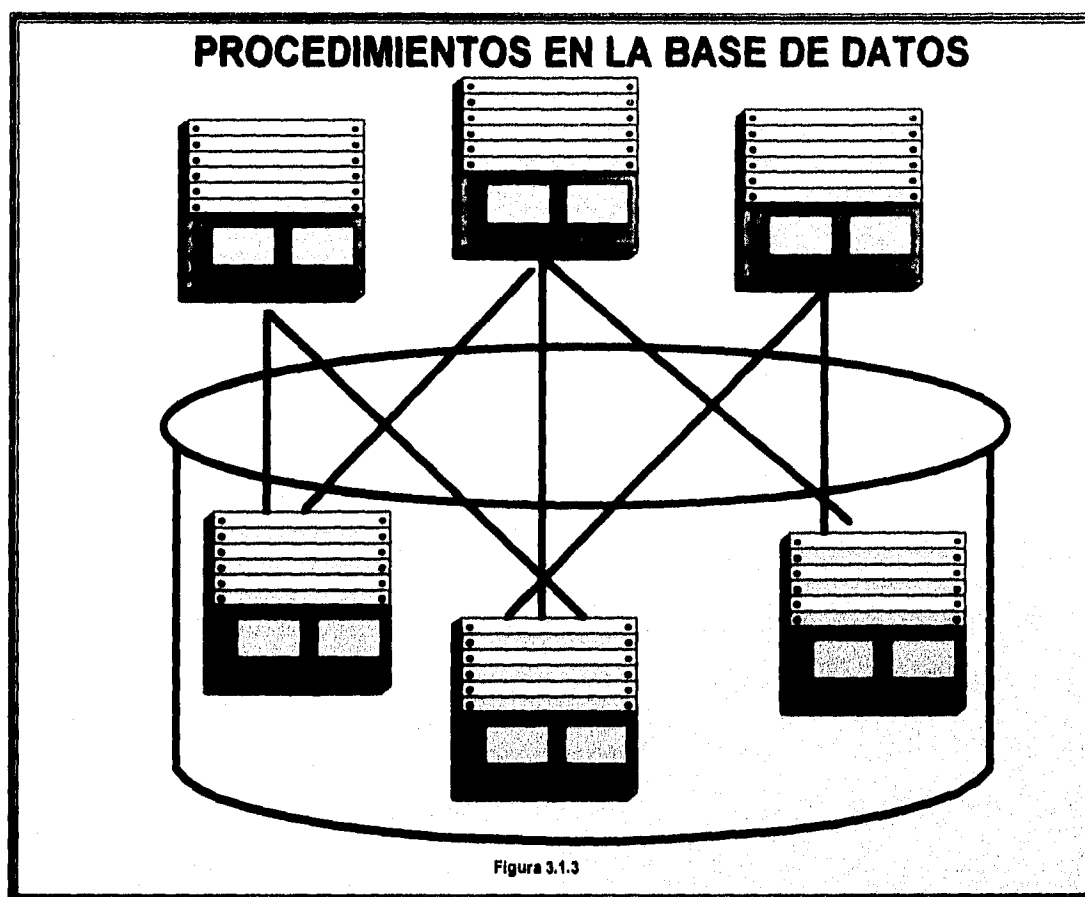 PROCEDIMIENTOS EN LA BASE DE DATOS
Figura 3.1.3